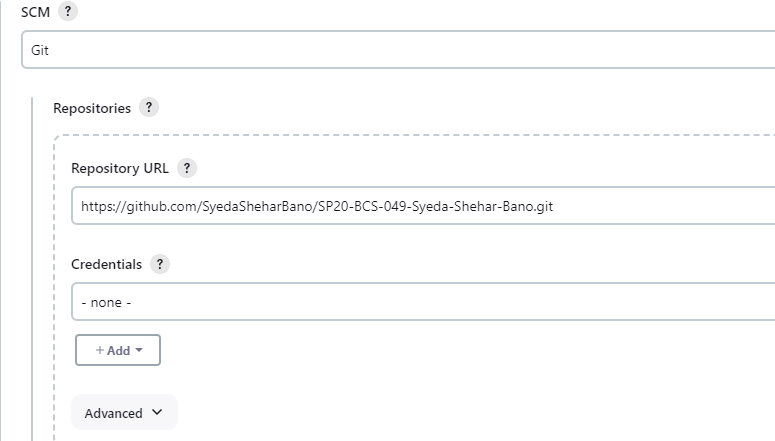 SCM ?
Git
Repositories ?
Repository URL ?
https://github.com/SyedaSheharBano/SP20-BCS-049-Syeda-Shehar-Bano.git
Credentials ?
- none -
+ Add
Advanced